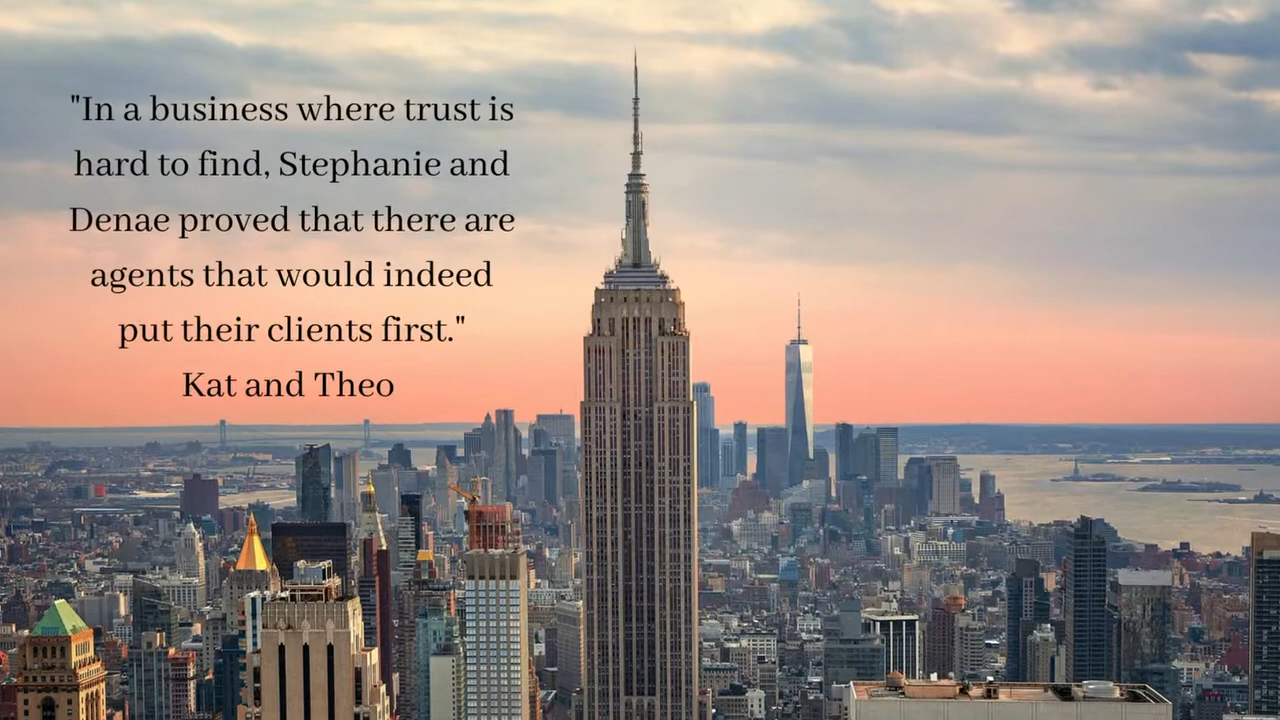 "In a business where trust is
hard to find, Stephanie and
Denae proved that there are
agents that would indeed
put their clients first."
Kat and Theo